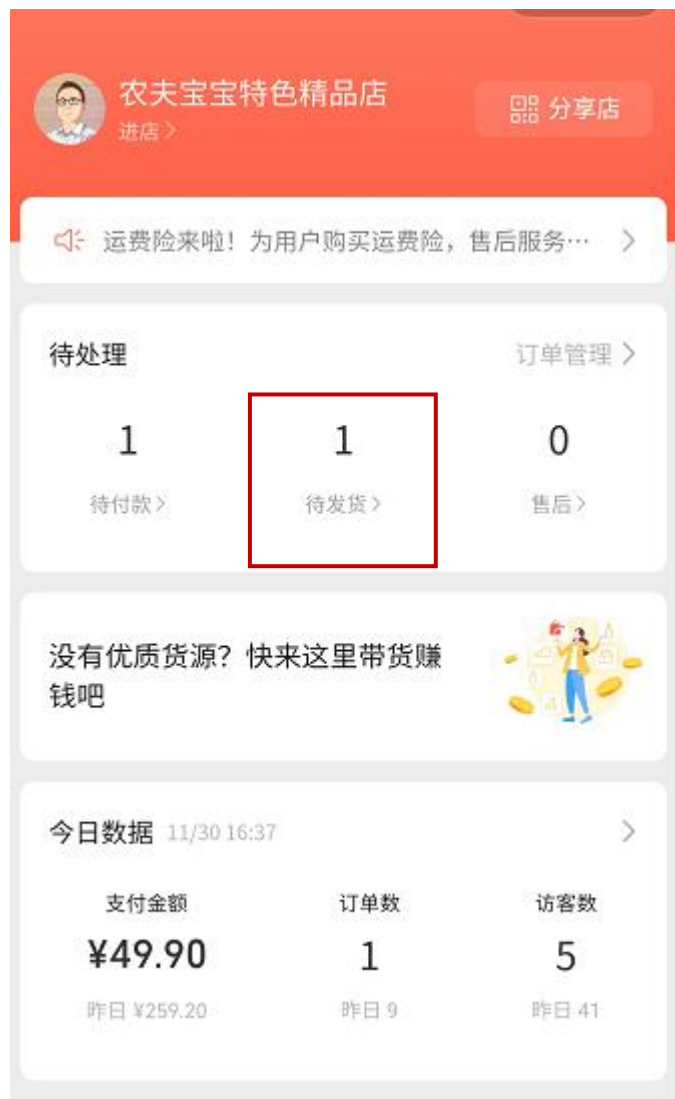 农夫宝宝特色精品店
进店>
分享店
运费险来啦！为用户购买运费险，售后服务… >
待处理 订单管理 >
1 1 0
待付款> 待发货> 售后>
没有优质货源？快来这里带货赚
钱吧
今日数据 11/30 16:37 >
支付金额 订单数 访客数
¥49.90 1 5
昨日 ¥259.20 昨日 9 昨日 41